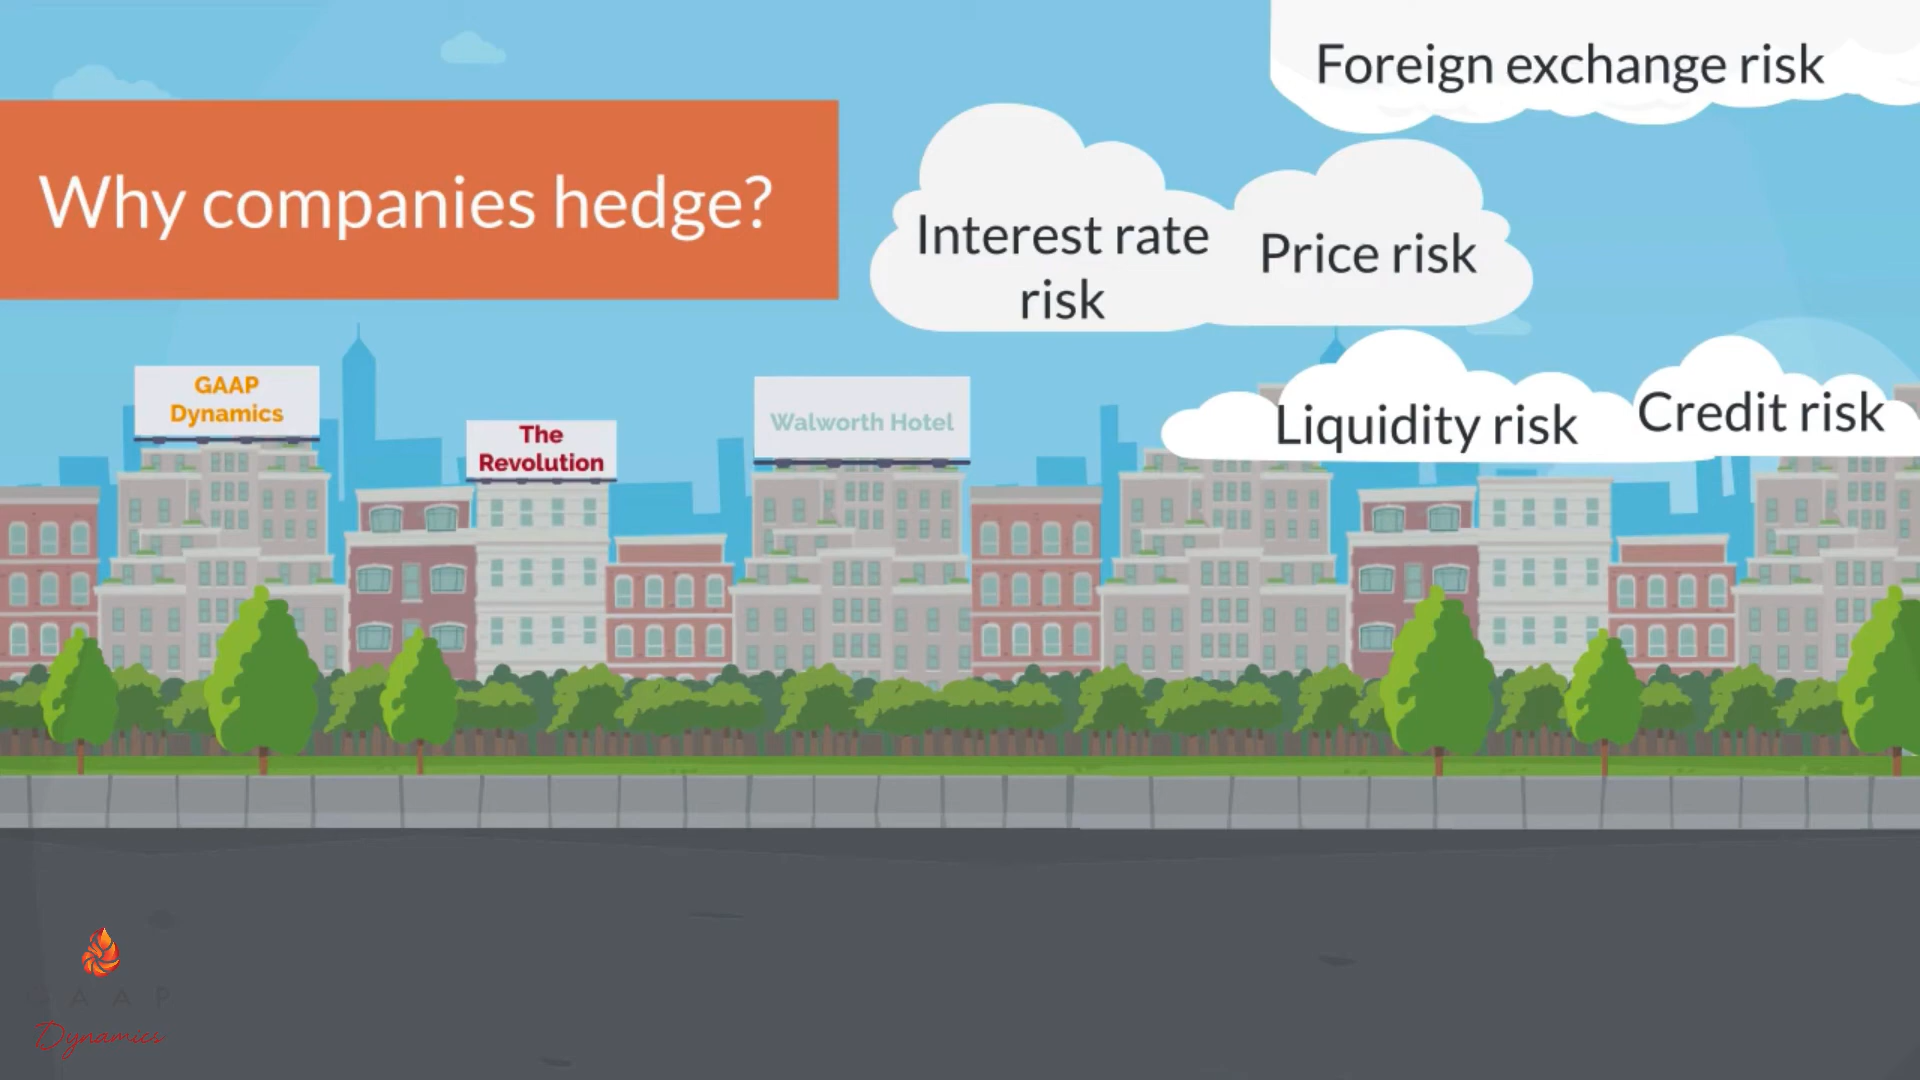 Foreign exchange risk
Why companies hedge?
Interest rate
risk
Price risk
Liquidity risk
Credit risk
GAAP
Dynamics
The
Revolution
Walworth Hotel
GAAP
Dynamics